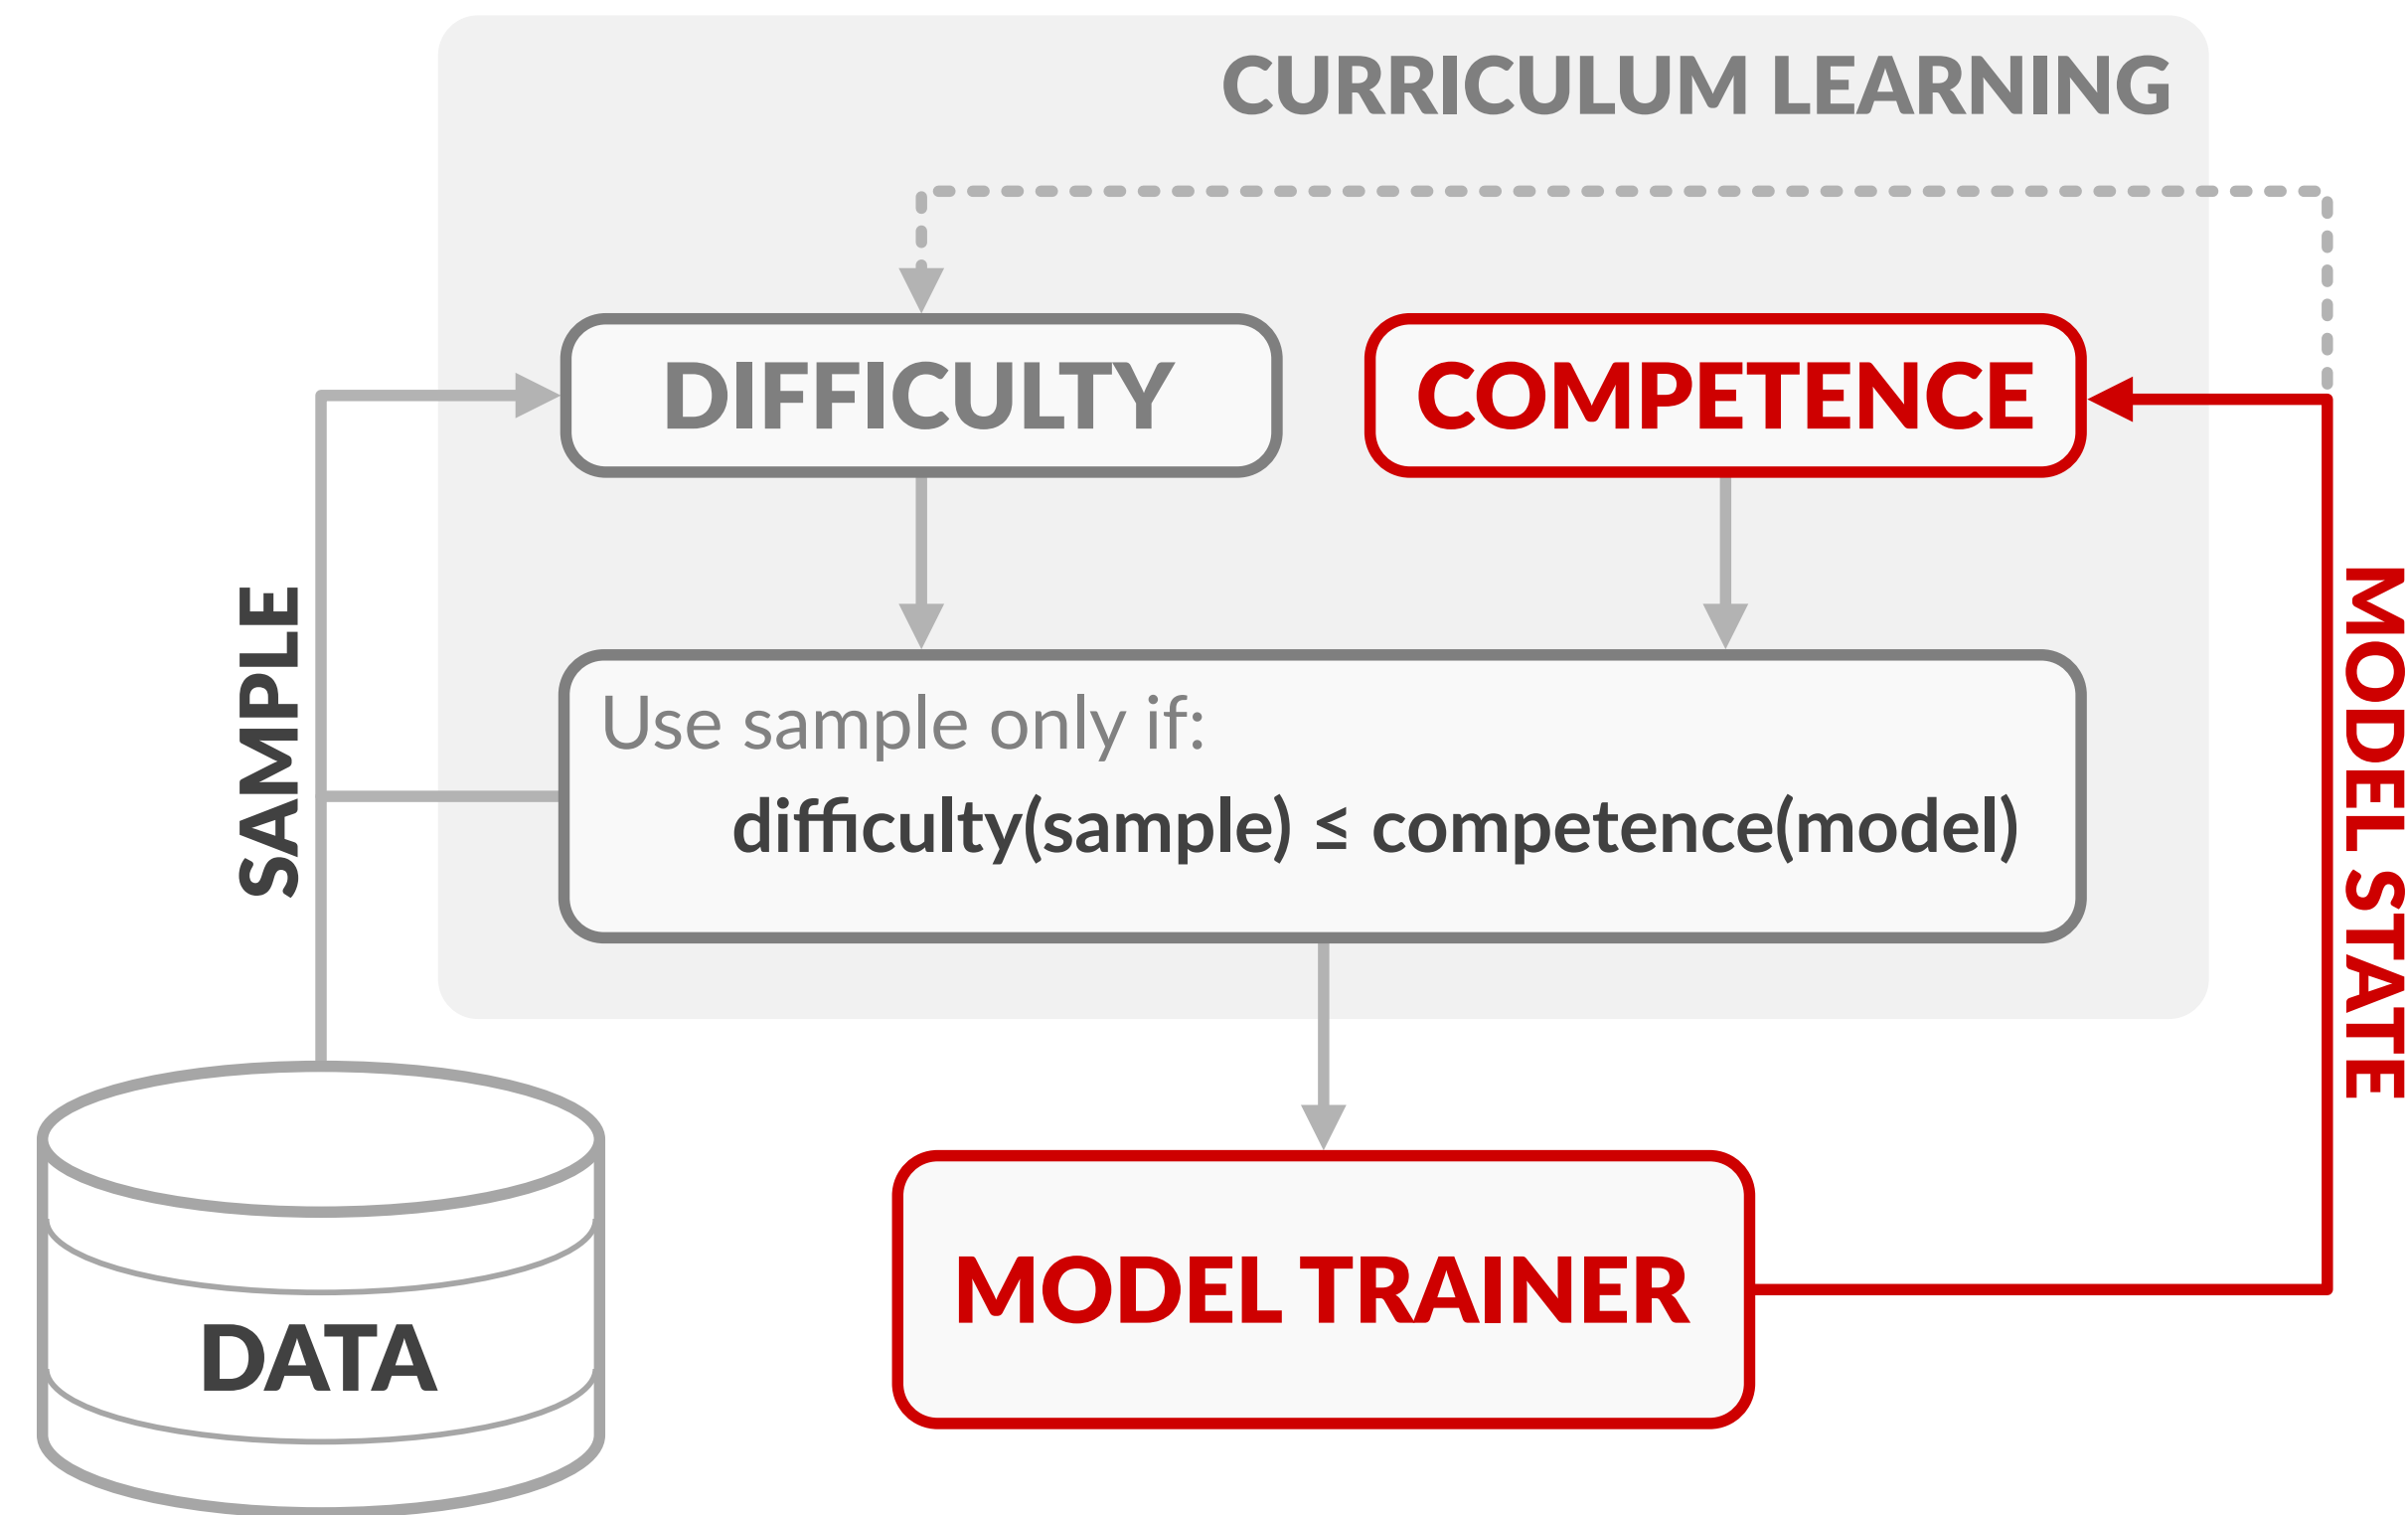 CURRICULUM LEARNING
DIFFICULTY
COMPETENCE
SAMPLE
Use sample only if:
difficulty(sample) ≤ competence(model)
MODEL STATE
DATA
MODEL TRAINER